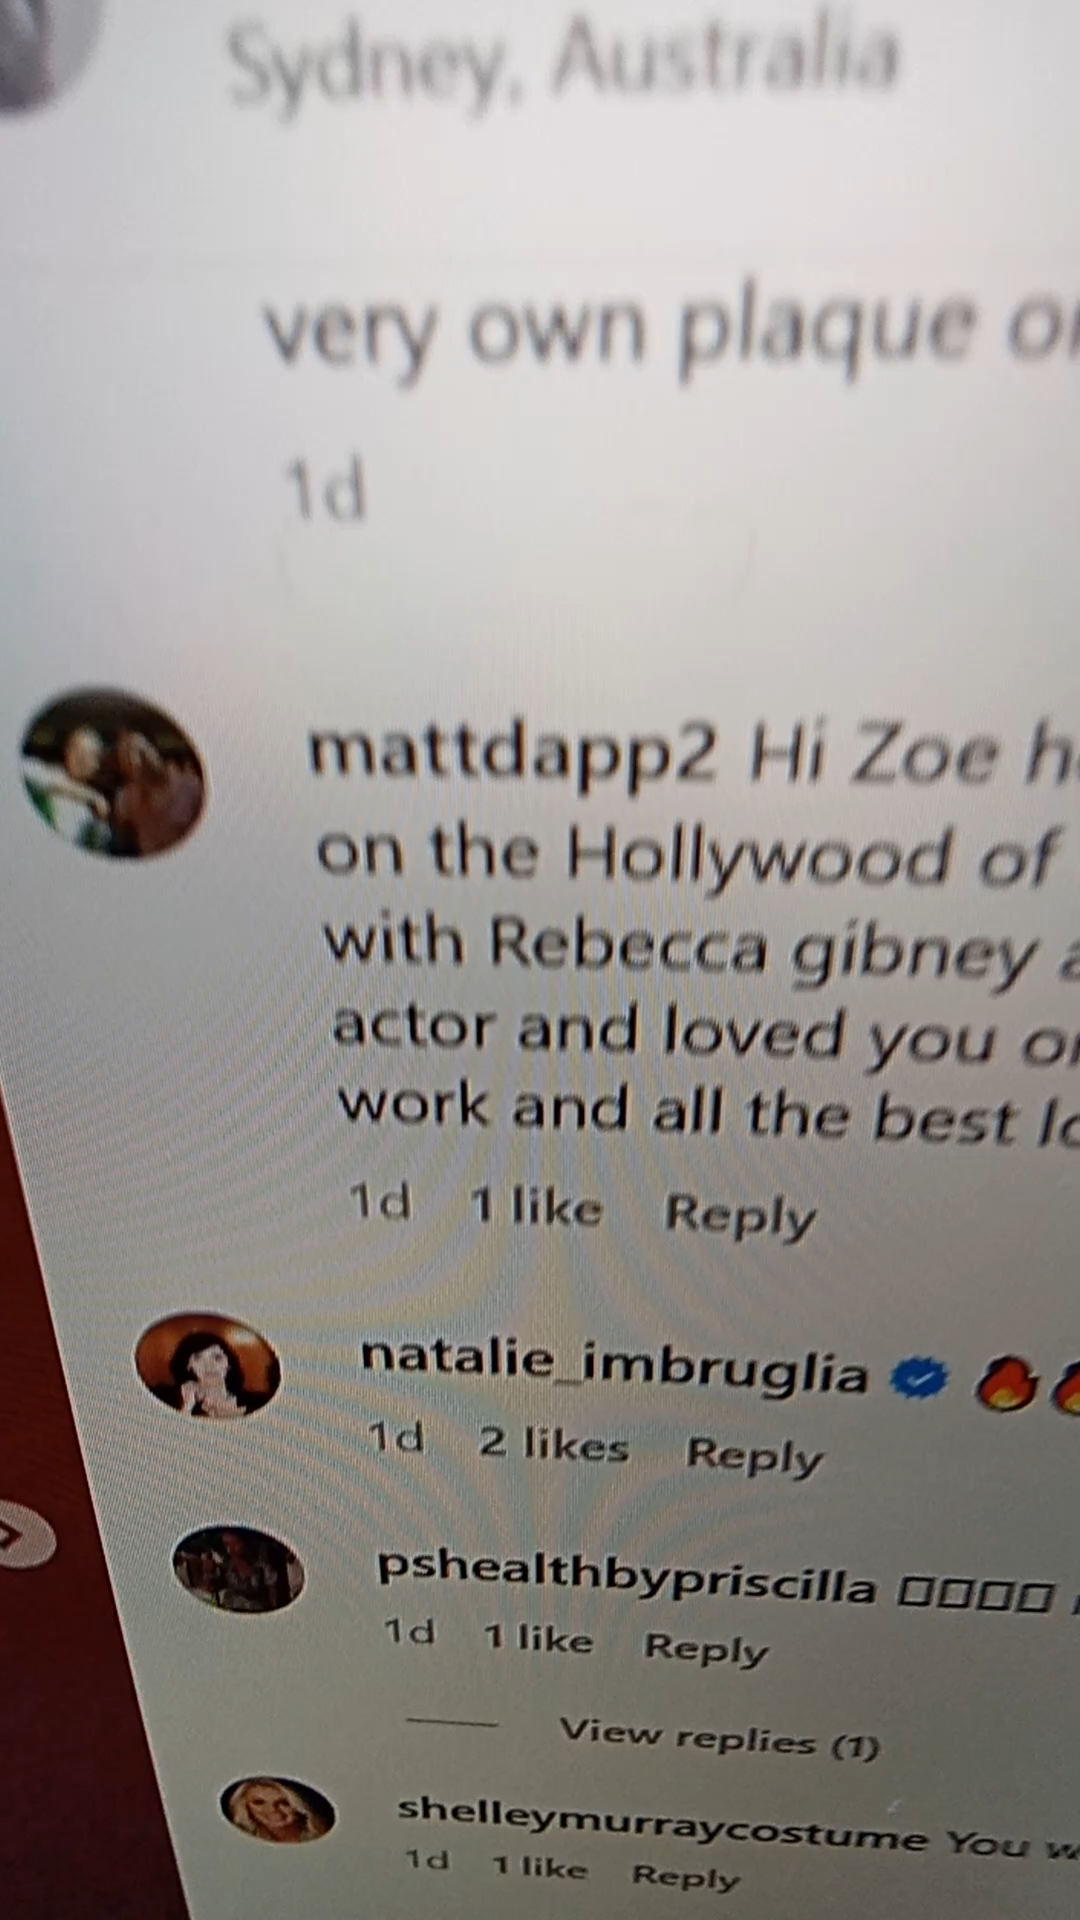 Sydney, Australia
very own plaque
1d
mattdapp2 Hi Zoe
on the Hollywood of
with Rebecca gibney
actor and loved you
work and all the best
1d 1 like Reply
natalie_imbruglia 🔥
1d 2 likes Reply
pshealthbypriscilla □□□□
1d 1 like Reply
View replies (1)
shelleymurraycostume You
1d 1 like Reply